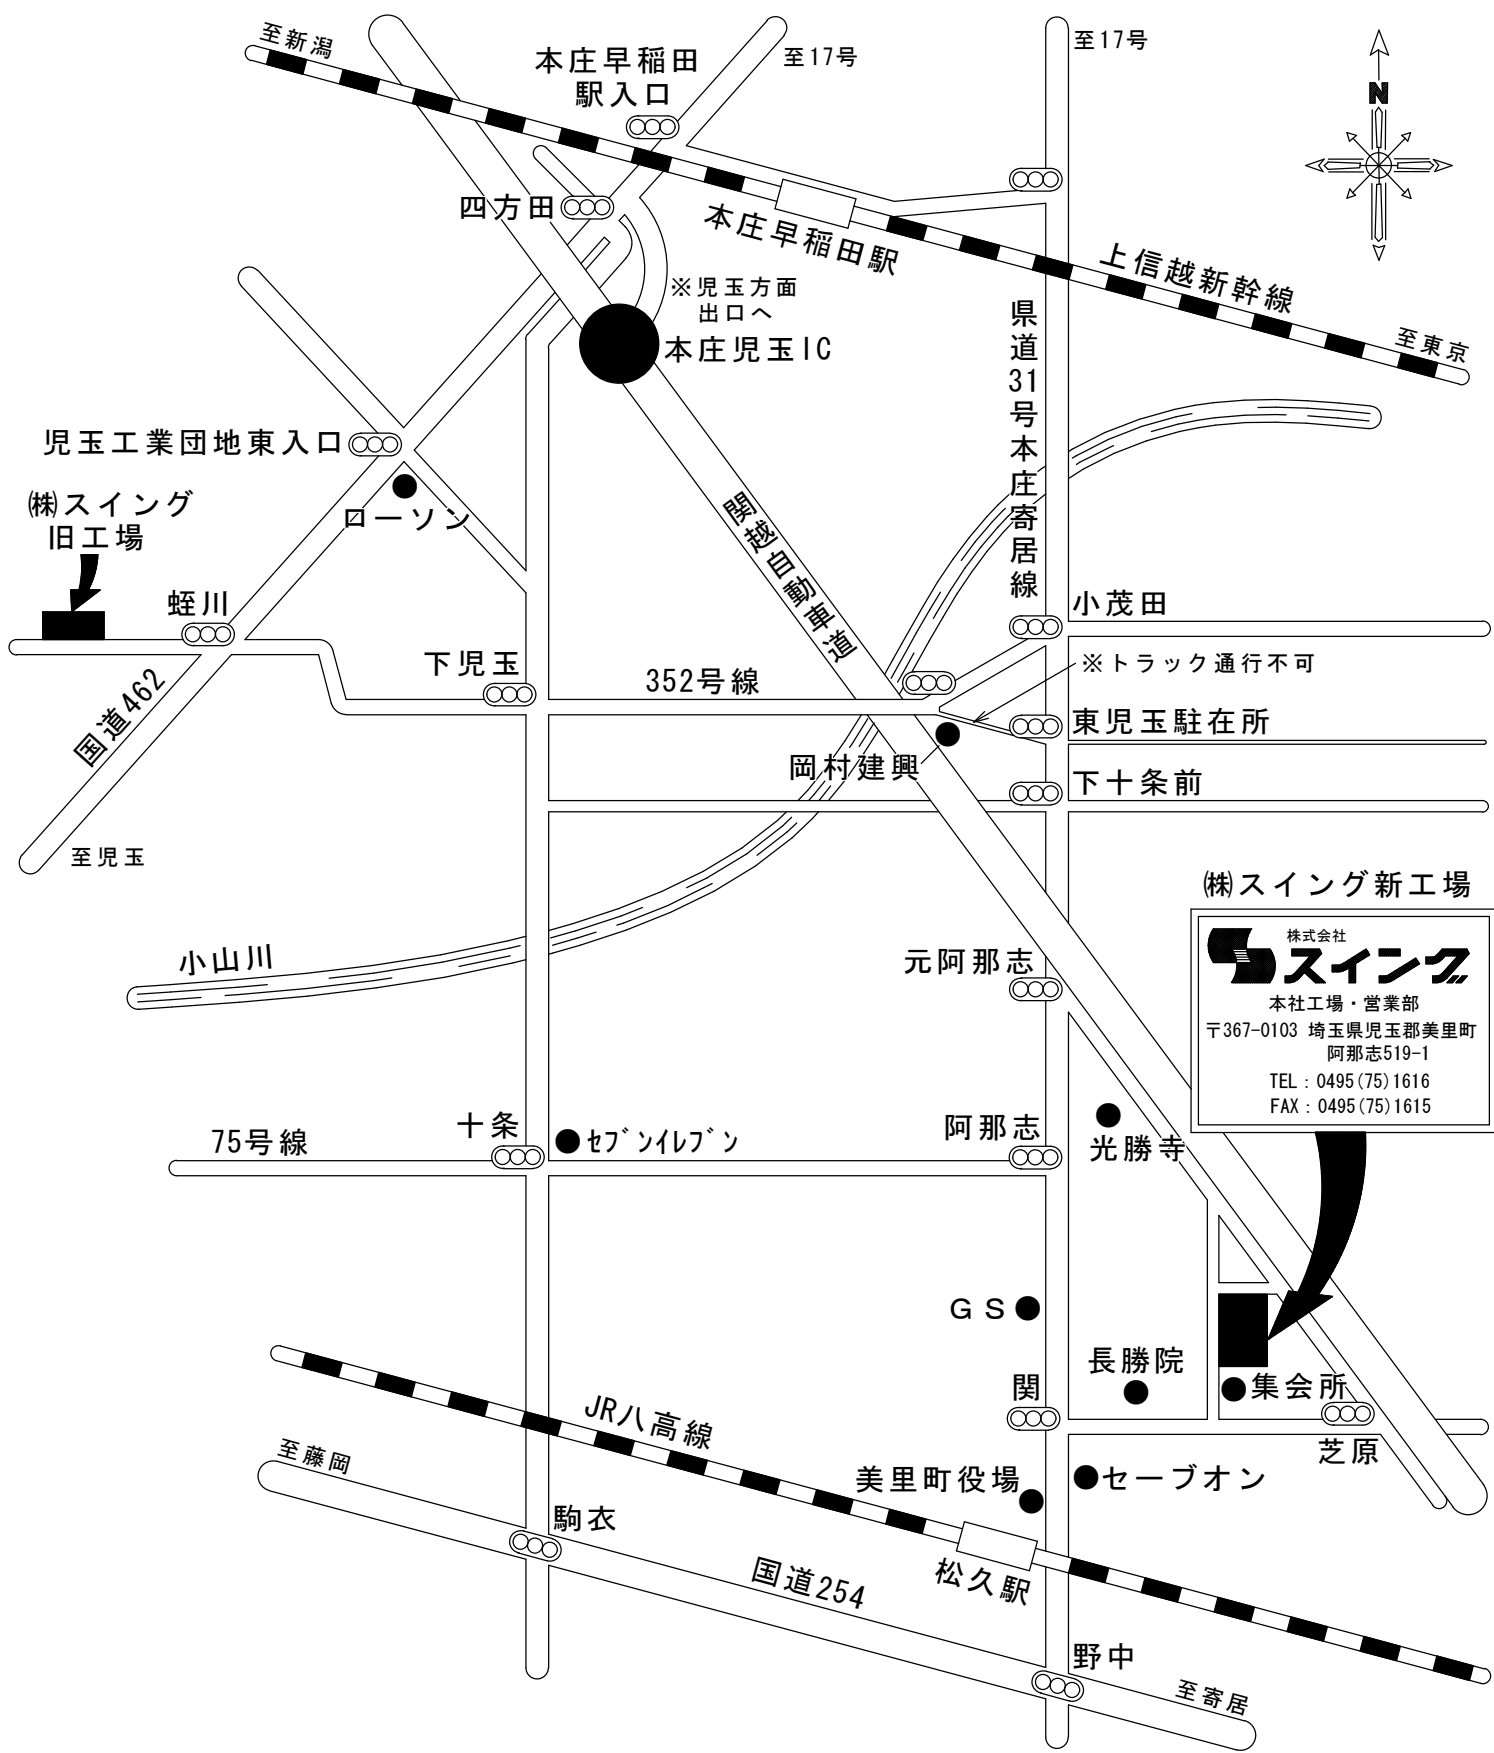 至新潟
本庄早稲田
駅入口
至17号
至17号
N
四方田
本庄早稲田駅
上信越新幹線
至東京
※児玉方面
出口へ
本庄児玉IC
県道31号本庄寄居線
児玉工業団地東入口
ローソン
㈱スイング
旧工場
関越自動車道
蛭川
小茂田
下児玉
352号線
※トラック通行不可
国道462
東児玉駐在所
岡村建興
下十条前
至児玉
㈱スイング新工場
株式会社
スイング
本社工場・営業部
〒367-0103 埼玉県児玉郡美里町
阿那志519-1
TEL : 0495(75)1616
FAX : 0495(75)1615
小山川
元阿那志
75号線
十条
ｾﾌﾞﾝｲﾚﾌﾞﾝ
阿那志
光勝寺
ＧＳ
長勝院
関
集会所
芝原
JR八高線
至藤岡
美里町役場
セーブオン
駒衣
国道254
松久駅
野中
至寄居